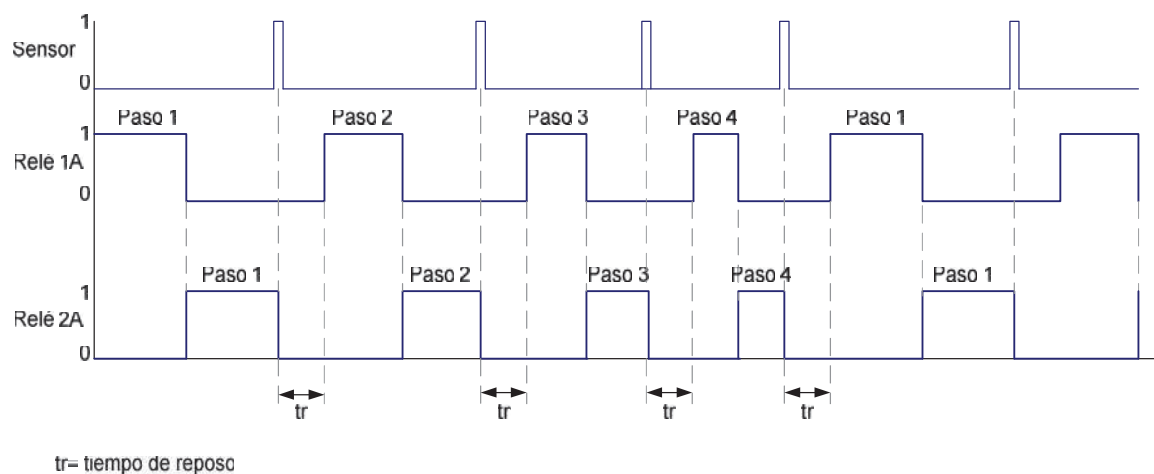 1
Sensor
0
Paso 1 Paso 2 Paso 3 Paso 4 Paso 1
1
Relé 1A
0
Paso 1 Paso 2 Paso 3 Paso 4 Paso 1
1
Relé 2A
0
tr tr tr tr
tr= tiempo de reposo